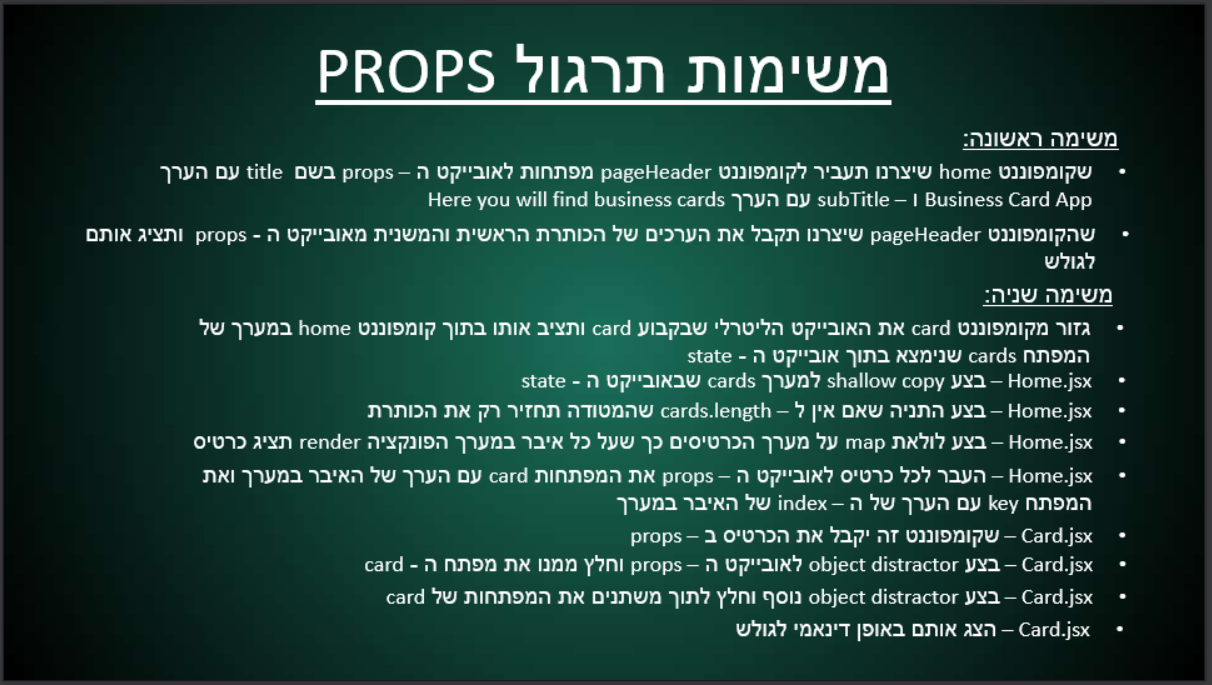 משימות תרגול PROPS
משימה ראשונה:
• שקומפוננט home שיצרנו תעביר לקומפוננט pageHeader מפתחות לאובייקט ה – props בשם title עם הערך
Business Card App ו – subTitle עם הערך Here you will find business cards
• שהקומפוננט pageHeader שיצרנו תקבל את הערכים של הכותרת הראשית והמשנית מאובייקט ה - props ותציג אותם
לגולש
משימה שניה:
• גזור מקומפוננט card את האובייקט הליטרלי שבקבוע card ותציב אותו בתוך קומפוננט home במערך של
המפתח cards שנימצא בתוך אובייקט ה - state
• Home.jsx – בצע shallow copy למערך cards שבאובייקט ה - state
• Home.jsx – בצע התניה שאם אין ל – cards.length שהמטודה תחזיר רק את הכותרת
• Home.jsx – בצע לולאת map על מערך הכרטיסים כך שעל כל איבר במערך הפונקציה render תציג כרטיס
• Home.jsx – העבר לכל כרטיס לאובייקט ה – props את המפתחות card עם הערך של האיבר במערך ואת
המפתח key עם הערך של ה – index של האיבר במערך
• Card.jsx – שקומפוננט זה יקבל את הכרטיס ב – props
• Card.jsx – בצע object distractor לאובייקט ה – props וחלץ ממנו את מפתח ה - card
• Card.jsx – בצע object distractor נוסף וחלץ לתוך משתנים את המפתחות של card
• Card.jsx – הצג אותם באופן דינאמי לגולש